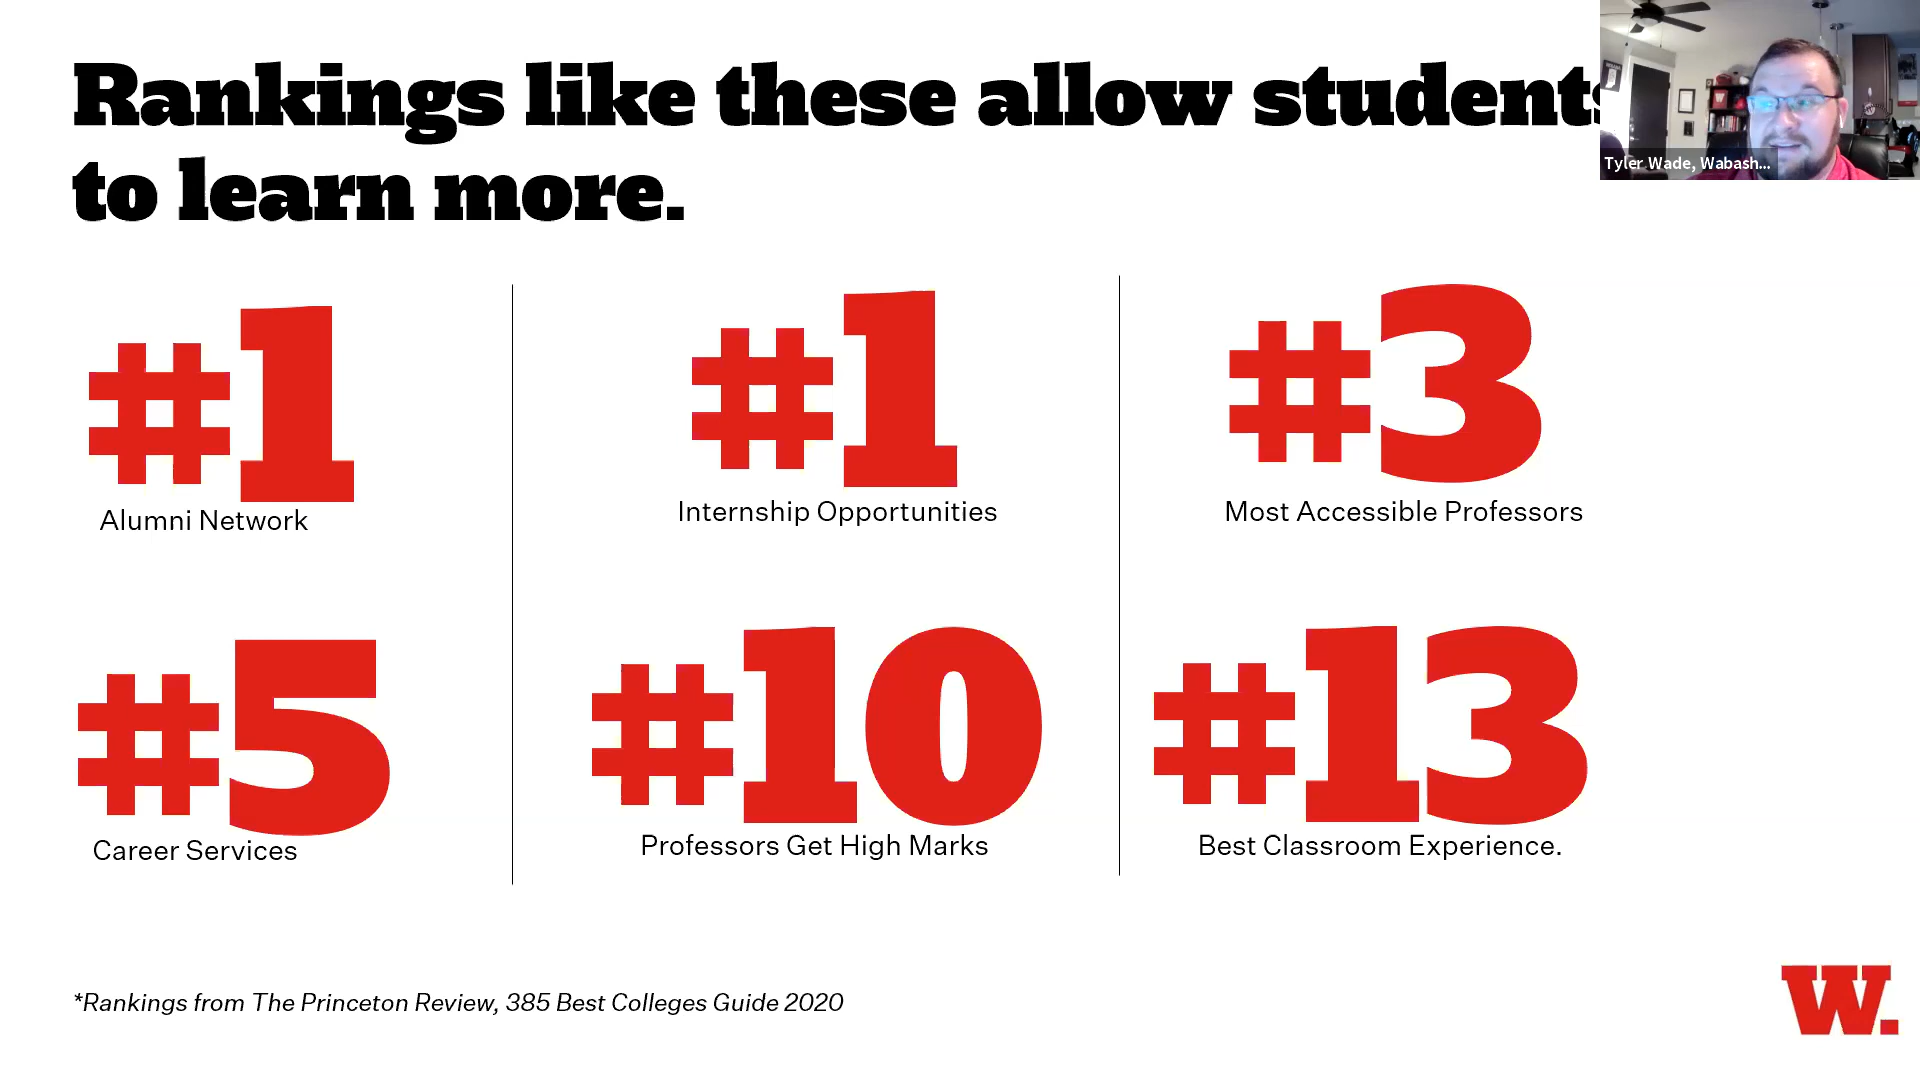 Rankings like these allow students
to learn more.
Tyler Wade, Wabash...
#1
Alumni Network
#1
Internship Opportunities
#3
Most Accessible Professors
#5
Career Services
#10
Professors Get High Marks
#13
Best Classroom Experience.
*Rankings from The Princeton Review, 385 Best Colleges Guide 2020
W.